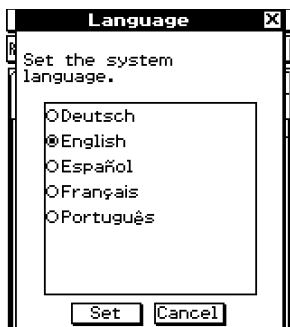 Language
Set the system
language.
Deutsch
English
Español
Français
Português
Set Cancel